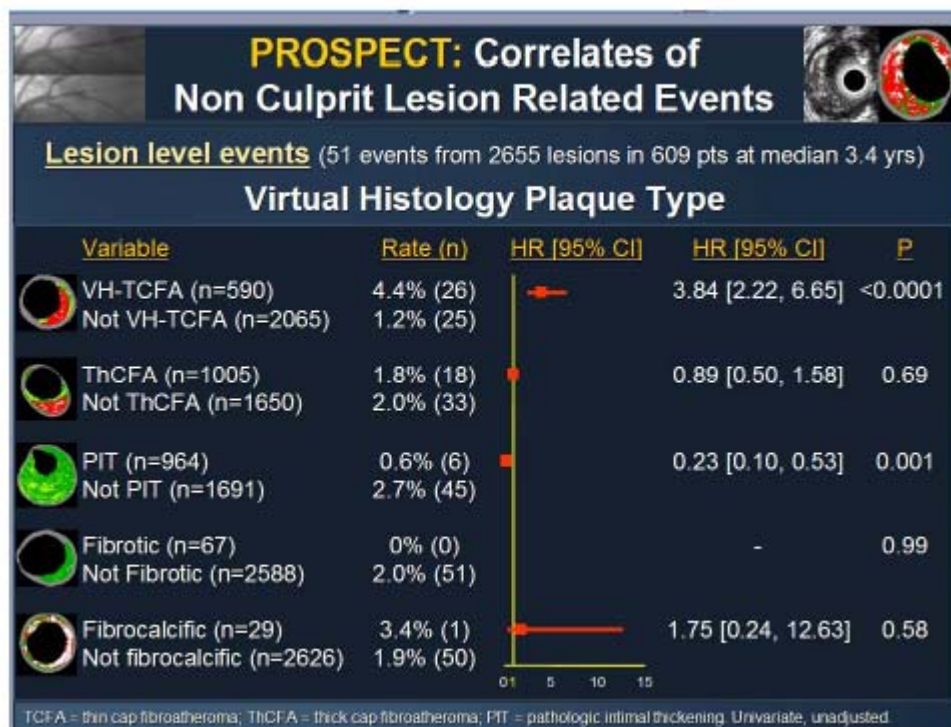 PROSPECT: Correlates of
Non Culprit Lesion Related Events
Lesion level events (51 events from 2655 lesions in 609 pts at median 3.4 yrs)
Virtual Histology Plaque Type
Variable Rate (n) HR [95% CI] HR [95% CI] P
VH-TCFA (n=590) 4.4% (26) 3.84 [2.22, 6.65] <0.0001
Not VH-TCFA (n=2065) 1.2% (25)
ThCFA (n=1005) 1.8% (18) 0.89 [0.50, 1.58] 0.69
Not ThCFA (n=1650) 2.0% (33)
PIT (n=964) 0.6% (6) 0.23 [0.10, 0.53] 0.001
Not PIT (n=1691) 2.7% (45)
Fibrotic (n=67) 0% (0) - 0.99
Not Fibrotic (n=2588) 2.0% (51)
Fibrocalcific (n=29) 3.4% (1) 1.75 [0.24, 12.63] 0.58
Not fibrocalcific (n=2626) 1.9% (50)
0 1 5 10 15
TCFA = thin cap fibroatheroma; ThCFA = thick cap fibroatheroma; PIT = pathologic intimal thickening. Univariate, unadjusted.